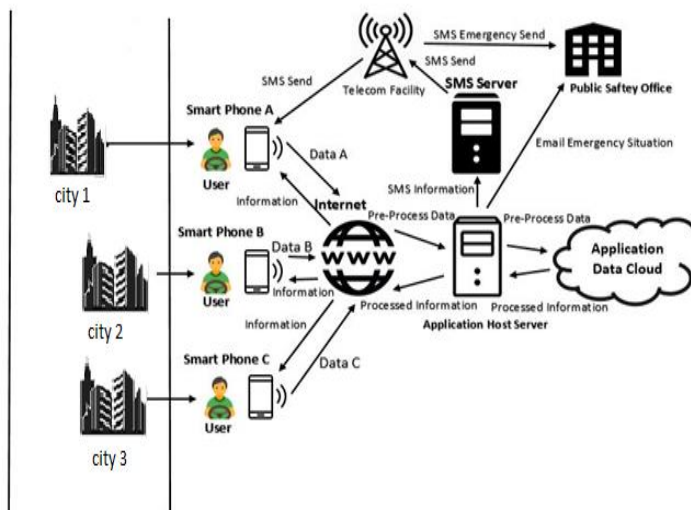 SMS Emergency Send
SMS Send
SMS Send
Telecom Facility
SMS Server
Public Saftey Office
Smart Phone A
Data A
Email Emergency Situation
User
city 1
SMS Information
Information
Internet
Pre-Process Data
Pre-Process Data
Smart Phone B
Data B
WWW
Application
Data Cloud
User
Information
city 2
Processed Information
Processed Information
Information
Application Host Server
Smart Phone C
Data C
User
city 3